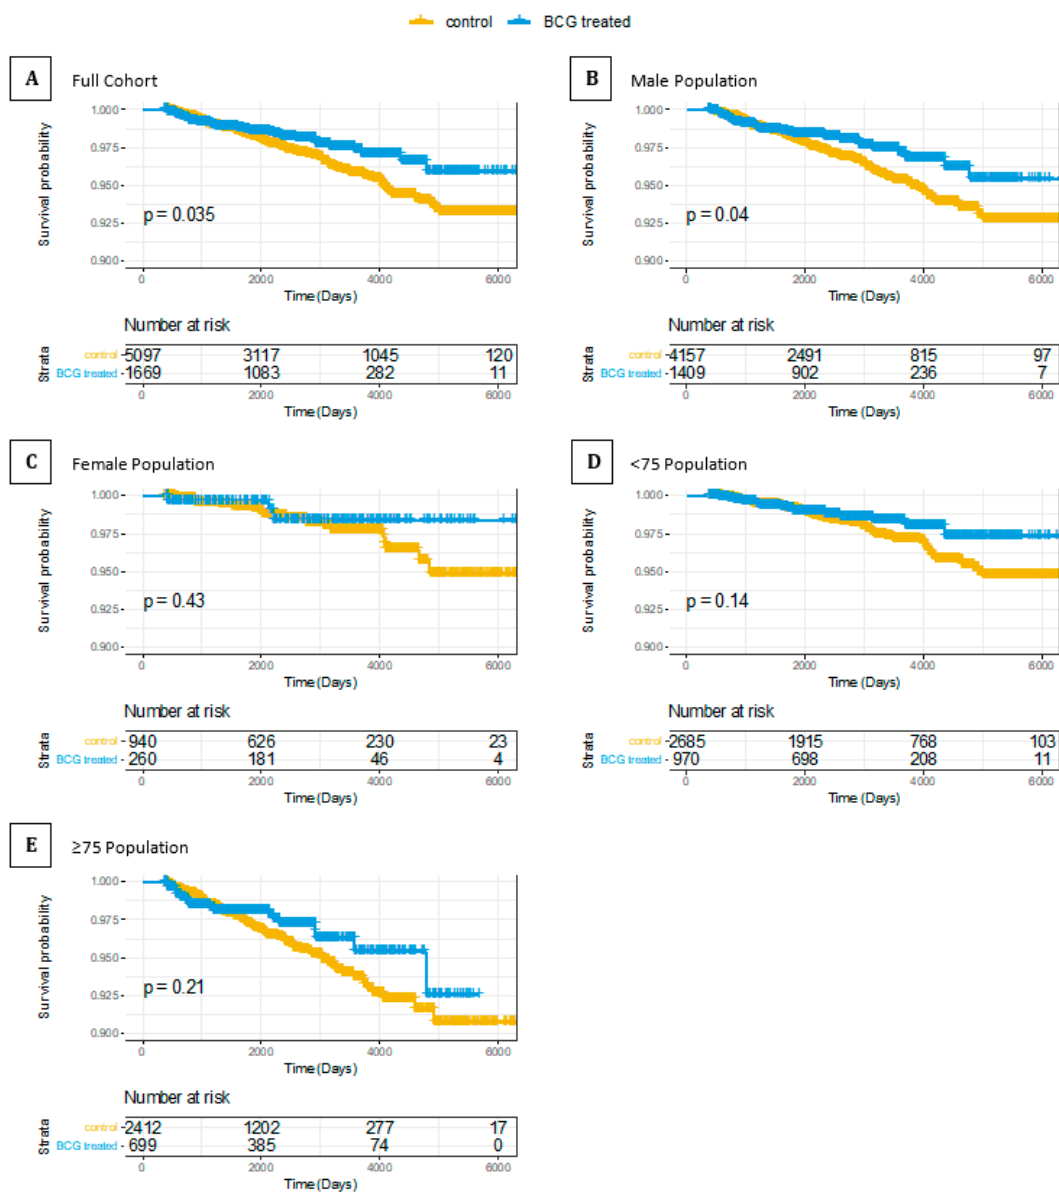 control BCG treated
A Full Cohort
1.000
0.975
0.950
0.925
0.900
Survival probability
p = 0.035
0 2000 4000 6000
Time (Days)
Number at risk
Strata
control 5097 3117 1045 120
BCG treated 1669 1083 282 11
0 2000 4000 6000
Time (Days)
B Male Population
1.000
0.975
0.950
0.925
0.900
Survival probability
p = 0.04
0 2000 4000 6000
Time (Days)
Number at risk
Strata
control 4157 2491 815 97
BCG treated 1409 902 236 7
0 2000 4000 6000
Time (Days)
C Female Population
1.000
0.975
0.950
0.925
0.900
Survival probability
p = 0.43
0 2000 4000 6000
Time (Days)
Number at risk
Strata
control 940 626 230 23
BCG treated 260 181 46 4
0 2000 4000 6000
Time (Days)
D <75 Population
1.000
0.975
0.950
0.925
0.900
Survival probability
p = 0.14
0 2000 4000 6000
Time (Days)
Number at risk
Strata
control 2685 1915 768 103
BCG treated 970 698 208 11
0 2000 4000 6000
Time (Days)
E ≥75 Population
1.000
0.975
0.950
0.925
0.900
Survival probability
p = 0.21
0 2000 4000 6000
Time (Days)
Number at risk
Strata
control 2412 1202 277 17
BCG treated 699 385 74 0
0 2000 4000 6000
Time (Days)